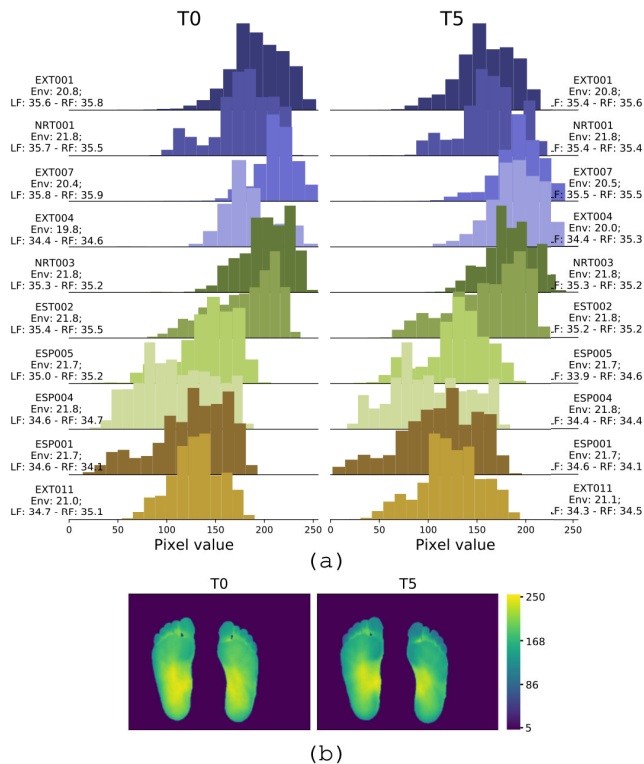 T0 T5
EXT001
Env: 20.8;
LF: 35.6 - RF: 35.8
NRT001
Env: 21.8;
LF: 35.7 - RF: 35.5
EXT007
Env: 20.4;
LF: 35.8 - RF: 35.9
EXT004
Env: 19.8;
LF: 34.4 - RF: 34.6
NRT003
Env: 21.8;
LF: 35.3 - RF: 35.2
EST002
Env: 21.8;
LF: 35.4 - RF: 35.5
ESP005
Env: 21.7;
LF: 35.0 - RF: 35.2
ESP004
Env: 21.8;
LF: 34.6 - RF: 34.7
ESP001
Env: 21.7;
LF: 34.6 - RF: 34.1
EXT011
Env: 21.0;
LF: 34.7 - RF: 35.1
0 50 100 150 200 250
Pixel value
EXT001
Env: 20.8;
LF: 35.4 - RF: 35.6
NRT001
Env: 21.8;
LF: 35.4 - RF: 35.4
EXT007
Env: 20.5;
LF: 35.5 - RF: 35.5
EXT004
Env: 20.0;
LF: 34.4 - RF: 35.3
NRT003
Env: 21.8;
LF: 35.3 - RF: 35.2
EST002
Env: 21.8;
LF: 35.2 - RF: 35.2
ESP005
Env: 21.7;
LF: 33.9 - RF: 34.6
ESP004
Env: 21.8;
LF: 34.4 - RF: 34.4
ESP001
Env: 21.7;
LF: 34.6 - RF: 34.1
EXT011
Env: 21.1;
LF: 34.3 - RF: 34.5
0 50 100 150 200 250
Pixel value
(a)
T0 T5
250
168
86
5
(b)